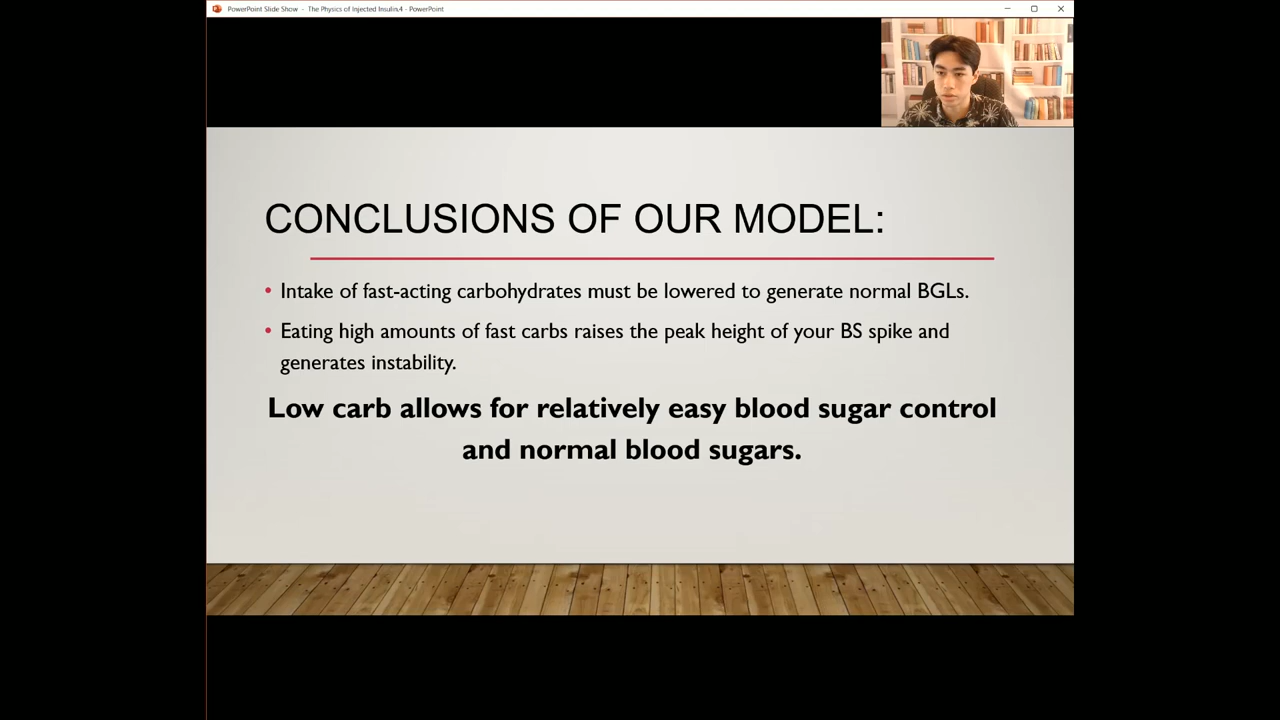 PowerPoint Slide Show - The Physics of Injected Insulin,4 - PowerPoint
CONCLUSIONS OF OUR MODEL:
• Intake of fast-acting carbohydrates must be lowered to generate normal BGLs.
• Eating high amounts of fast carbs raises the peak height of your BS spike and
generates instability.
Low carb allows for relatively easy blood sugar control
and normal blood sugars.